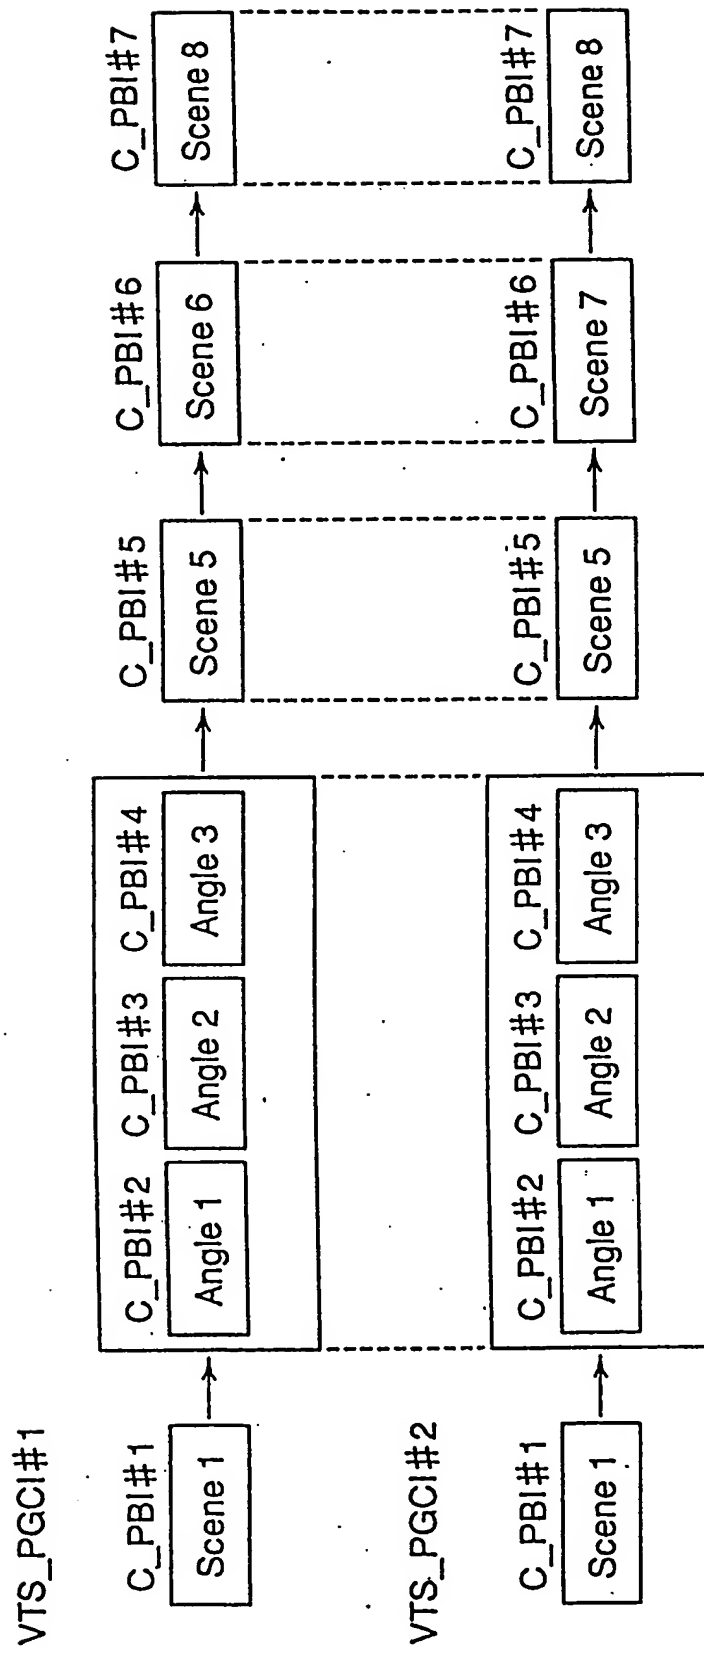 VTS_PGCI#1
C_PBI#1
Scene 1
C_PBI#2
Angle 1
C_PBI#3
Angle 2
C_PBI#4
Angle 3
C_PBI#5
Scene 5
C_PBI#6
Scene 6
C_PBI#7
Scene 8
VTS_PGCI#2
C_PBI#1
Scene 1
C_PBI#2
Angle 1
C_PBI#3
Angle 2
C_PBI#4
Angle 3
C_PBI#5
Scene 5
C_PBI#6
Scene 7
C_PBI#7
Scene 8